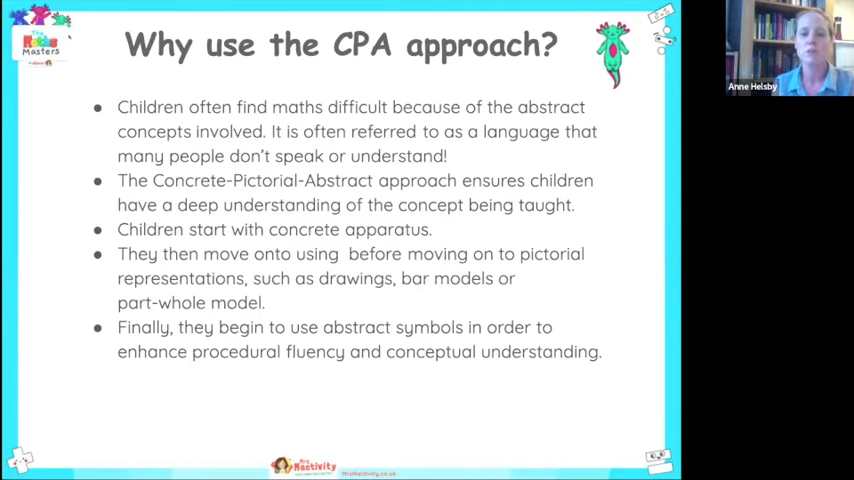 The
Maths
Masters
Why use the CPA approach?
Anne Helsby
● Children often find maths difficult because of the abstract
concepts involved. It is often referred to as a language that
many people don't speak or understand!
● The Concrete-Pictorial-Abstract approach ensures children
have a deep understanding of the concept being taught.
● Children start with concrete apparatus.
● They then move onto using  before moving on to pictorial
representations, such as drawings, bar models or
part-whole model.
● Finally, they begin to use abstract symbols in order to
enhance procedural fluency and conceptual understanding.
Mrs
Mactivity
MrsMactivity.co.uk